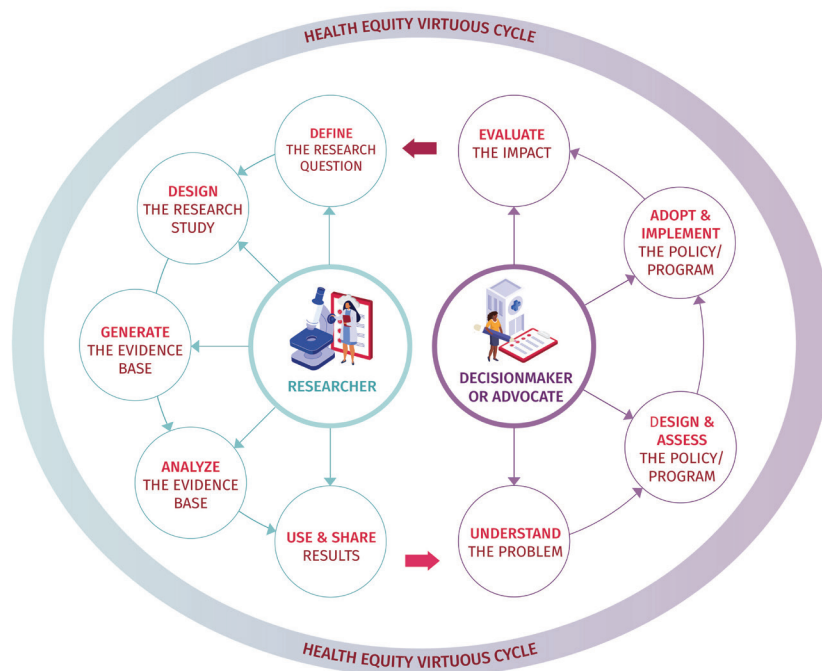 HEALTH EQUITY VIRTUOUS CYCLE
DEFINE
THE RESEARCH
QUESTION
EVALUATE
THE IMPACT
DESIGN
THE RESEARCH
STUDY
ADOPT &
IMPLEMENT
THE POLICY/
PROGRAM
GENERATE
THE EVIDENCE
BASE
RESEARCHER
DECISIONMAKER
OR ADVOCATE
ANALYZE
THE EVIDENCE
BASE
DESIGN &
ASSESS
THE POLICY/
PROGRAM
USE & SHARE
RESULTS
UNDERSTAND
THE PROBLEM
HEALTH EQUITY VIRTUOUS CYCLE